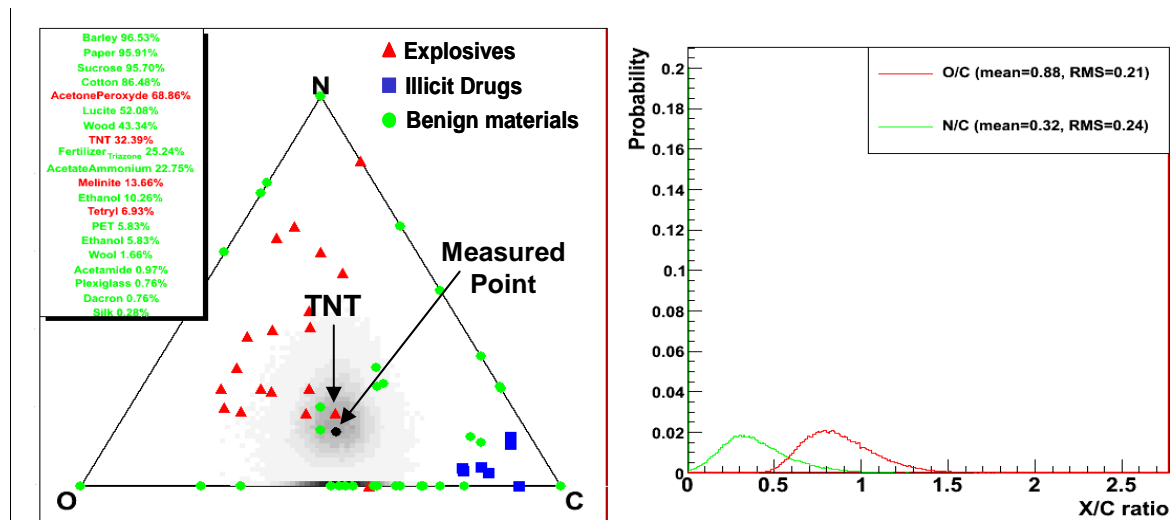 Barley 96.53%
Paper 95.91%
Sucrose 95.70%
Cotton 86.48%
AcetonePeroxyde 68.86%
Lucite 52.08%
Wood 43.34%
TNT 32.39%
Fertilizer Triazone 25.24%
AcetateAmmonium 22.75%
Melinite 13.66%
Ethanol 10.26%
Tetryl 6.93%
PET 5.83%
Ethanol 5.83%
Wool 1.66%
Acetamide 0.97%
Plexiglass 0.76%
Dacron 0.76%
Silk 0.28%
Explosives
Illicit Drugs
Benign materials
N
Measured
Point
TNT
O
C
Probability
0.2
0.18
0.16
0.14
0.12
0.1
0.08
0.06
0.04
0.02
0
O/C (mean=0.88, RMS=0.21)
N/C (mean=0.32, RMS=0.24)
0
0.5
1
1.5
2
2.5
X/C ratio